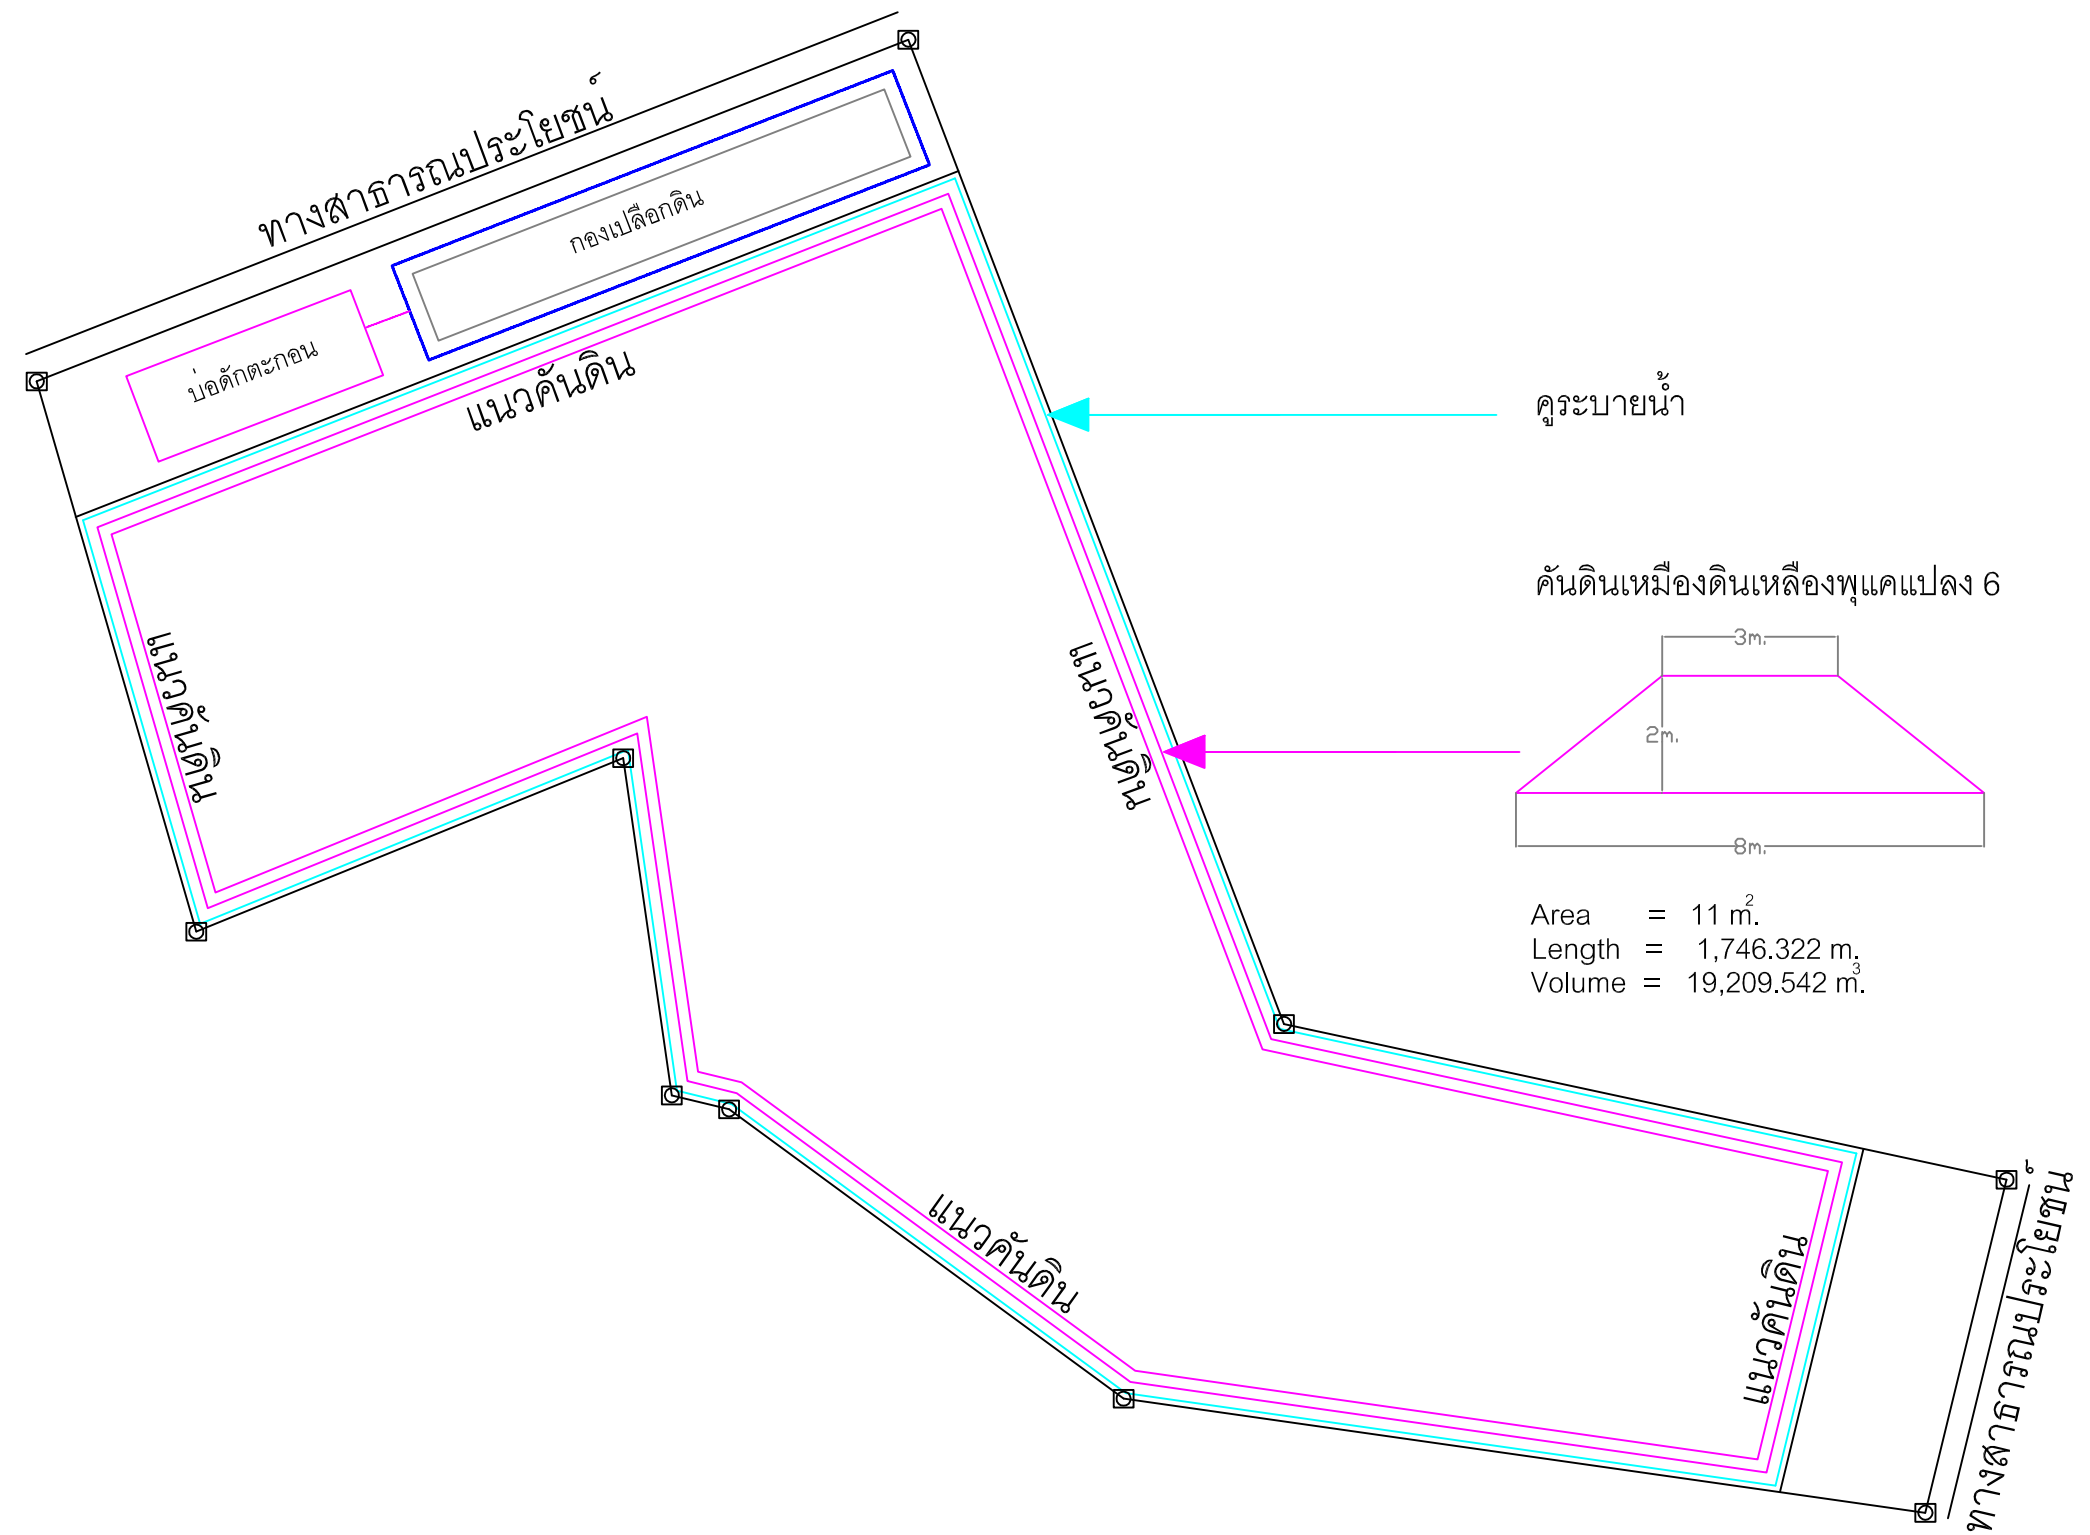 ทางสาธารณประโยชน์
กองเปลือกดิน
บ่อดักตะกอน
แนวคันดิน
คูระบายน้ำ
คันดินเหมืองดินเหลืองพุแคแปลง 6
3m.
2m.
8m.
แนวคันดิน
แนวคันดิน
Area = 11 m².
Length = 1,746.322 m.
Volume = 19,209.542 m³.
แนวคันดิน
แนวคันดิน
ทางสาธารณประโยชน์